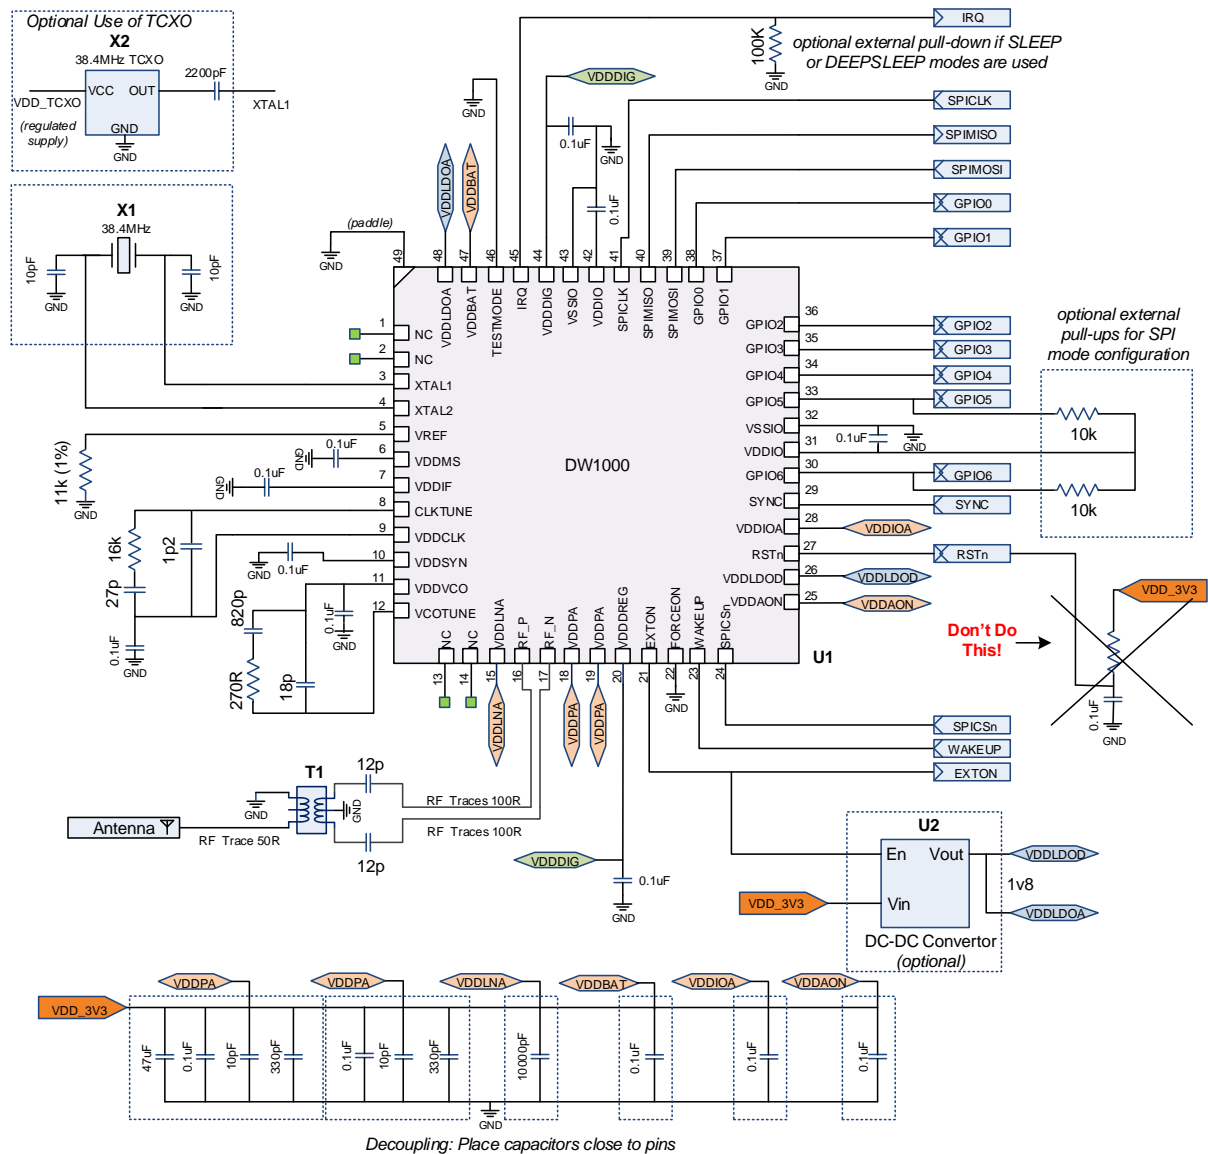 Optional Use of TCXO
X2
38.4MHz TCXO
2200pF
VCC
OUT
GND
VDD_TCXO
(regulated
supply)
XTAL1
GND
X1
38.4MHz
10pF
10pF
GND
GND
IRQ
100K
GND
optional external pull-down if SLEEP
or DEEPSLEEP modes are used
VDDDIG
GND
0.1uF
GND
0.1uF
SPICLK
SPIMISO
SPIMOSI
GPIO0
GPIO1
VDDLDOA
VDDBAT
(paddle)
GND
49
48
47
46
45
44
43
42
41
40
39
38
37
VDDLDOA
VDDBAT
TESTMODE
IRQ
VDDDIG
VSSIO
VDDIO
SPICLK
SPIMISO
SPIMOSI
GPIO0
GPIO1
1
NC
2
NC
3
XTAL1
4
XTAL2
5
VREF
6
VDDMS
7
VDDIF
8
CLKTUNE
9
VDDCLK
10
VDDSYN
11
VDDVCO
12
VCOTUNE
DW1000
U1
36
GPIO2
GPIO2
35
GPIO3
GPIO3
34
GPIO4
GPIO4
33
GPIO5
GPIO5
32
VSSIO
31
VDDIO
0.1uF
GND
30
GPIO6
GPIO6
29
SYNC
SYNC
28
VDDIOA
VDDIOA
27
RSTn
RSTn
26
VDDLDOD
VDDLDOD
25
VDDAON
VDDAON
optional external
pull-ups for SPI
mode configuration
10k
10k
VDD_3V3
Don't Do
This!
0.1uF
GND
11k (1%)
GND
GND
0.1uF
GND
0.1uF
16k
1p2
27p
0.1uF
GND
GND
0.1uF
820p
270R
18p
0.1uF
GND
NC
NC
VDDLNA
RF_P
RF_N
VDDPA
VDDPA
VDDDREG
EXTON
FORCEON
WAKEUP
SPICSn
13
14
15
16
17
18
19
20
21
22
23
24
GND
VDDLNA
VDDPA
VDDPA
SPICSn
WAKEUP
EXTON
T1
12p
12p
GND
GND
RF Traces 100R
RF Traces 100R
Antenna
RF Trace 50R
VDDDIG
0.1uF
GND
U2
En
Vout
Vin
VDD_3V3
VDDLDOD
1v8
VDDLDOA
DC-DC Convertor
(optional)
VDD_3V3
VDDPA
VDDPA
VDDLNA
VDDBAT
VDDIOA
VDDAON
47uF
0.1uF
10pF
330pF
0.1uF
10pF
330pF
10000pF
0.1uF
0.1uF
0.1uF
GND
Decoupling: Place capacitors close to pins